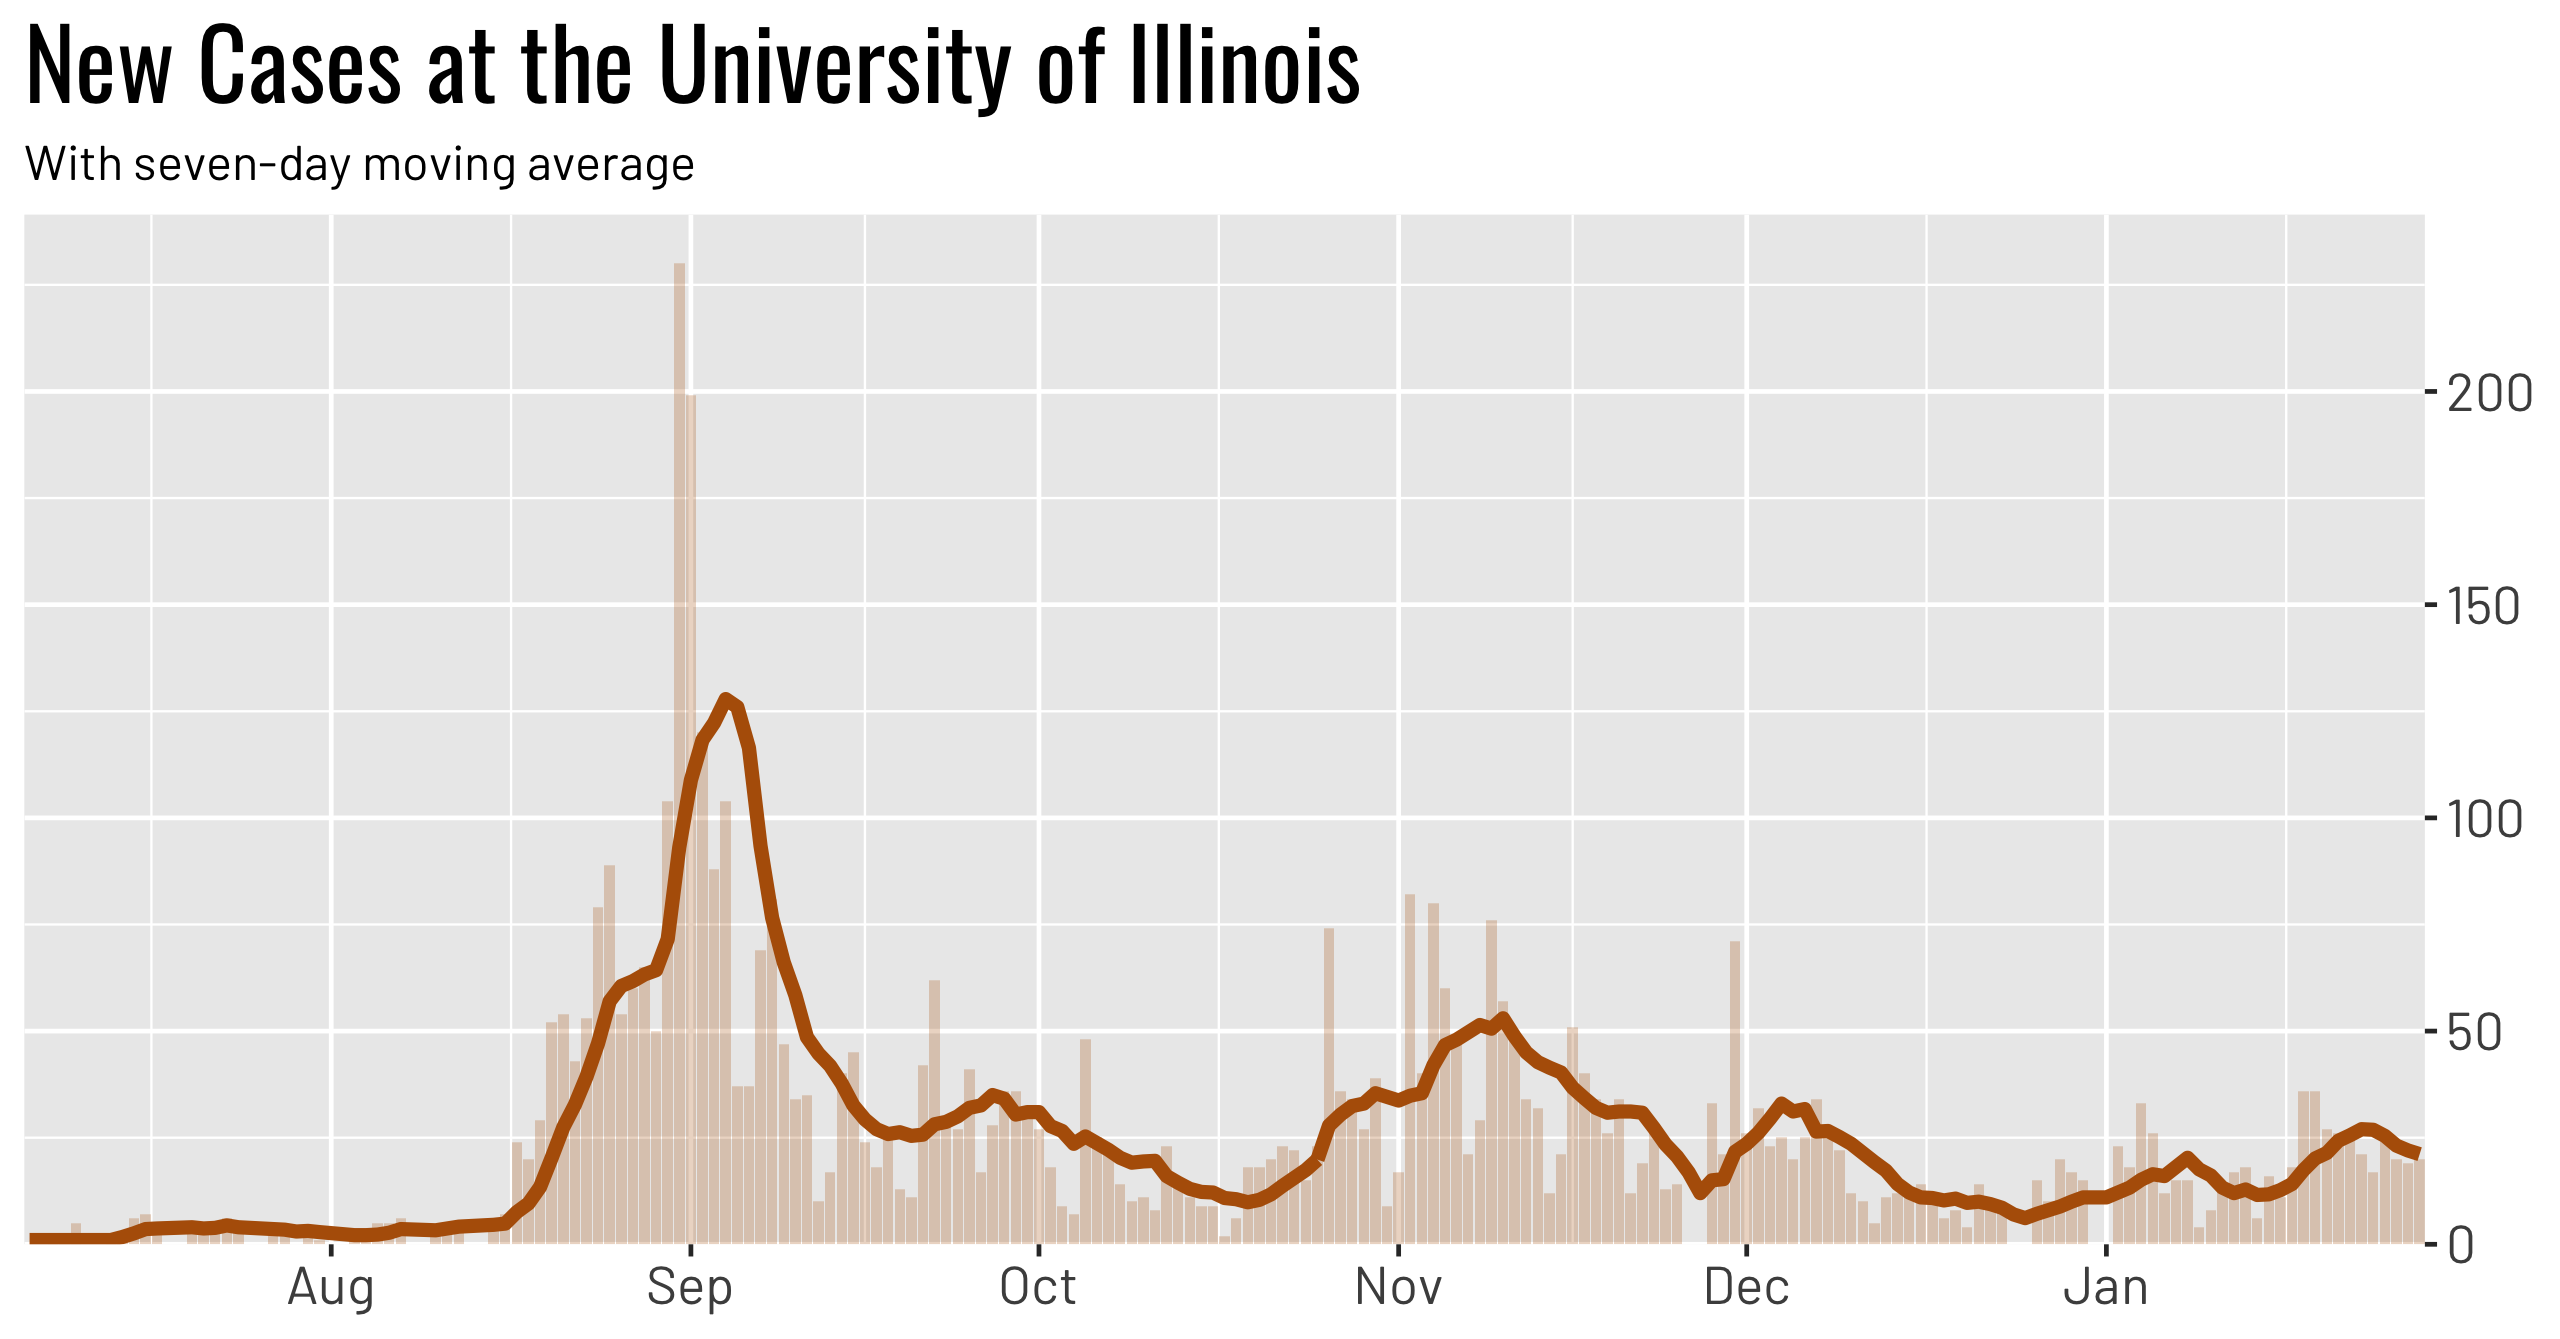 New Cases at the University of Illinois
With seven-day moving average
200
150
100
50
0
Aug Sep Oct Nov Dec Jan